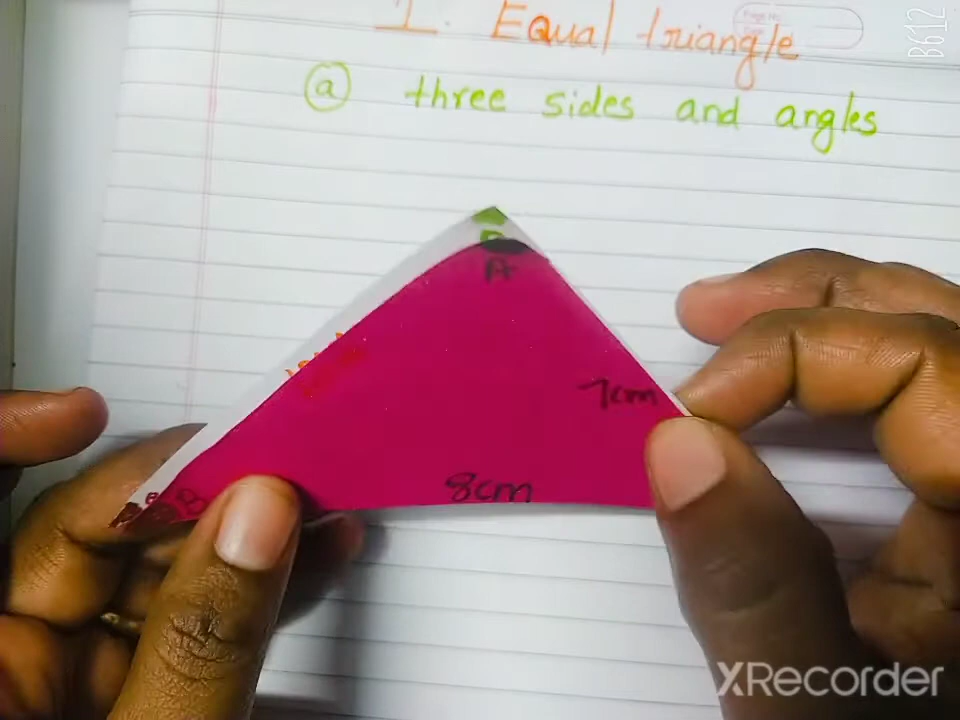 1. Equal triangle
B612
ⓐ three sides and angles
A
7cm
8cm
B
XRecorder